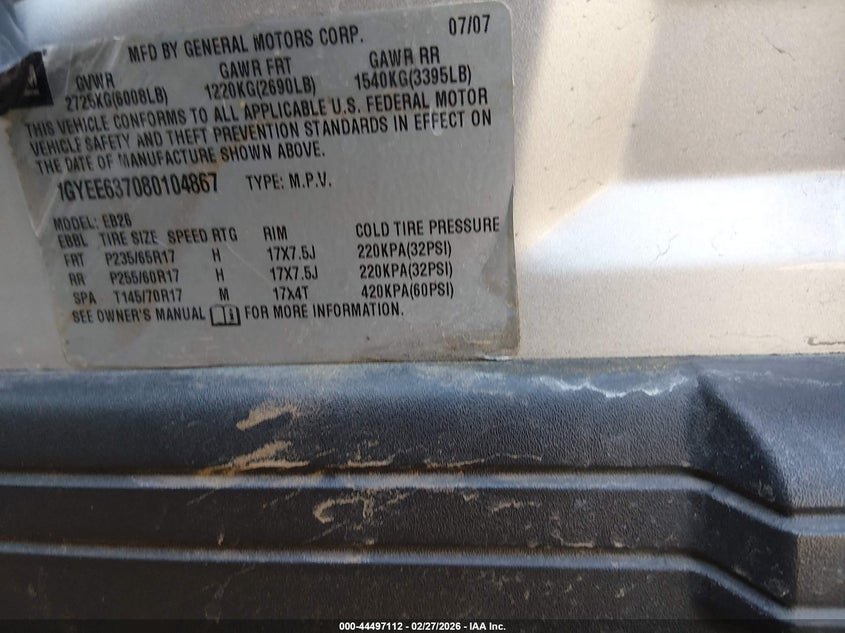 MFD BY GENERAL MOTORS CORP. 07/07
GVWR GAWR FRT GAWR RR
2725KG(6008LB) 1220KG(2690LB) 1540KG(3395LB)
THIS VEHICLE CONFORMS TO ALL APPLICABLE U.S. FEDERAL MOTOR
VEHICLE SAFETY AND THEFT PREVENTION STANDARDS IN EFFECT ON
THE DATE OF MANUFACTURE SHOWN ABOVE.
1GYEE637080104867 TYPE: M.P.V.
MODEL: EB26
EBBL TIRE SIZE SPEED RTG RIM COLD TIRE PRESSURE
FRT P235/65R17 H 17X7.5J 220KPA(32PSI)
RR P255/60R17 H 17X7.5J 220KPA(32PSI)
SPA T145/70R17 M 17X4T 420KPA(60PSI)
SEE OWNER'S MANUAL FOR MORE INFORMATION.
000-44497112 - 02/27/2026 - IAA Inc.